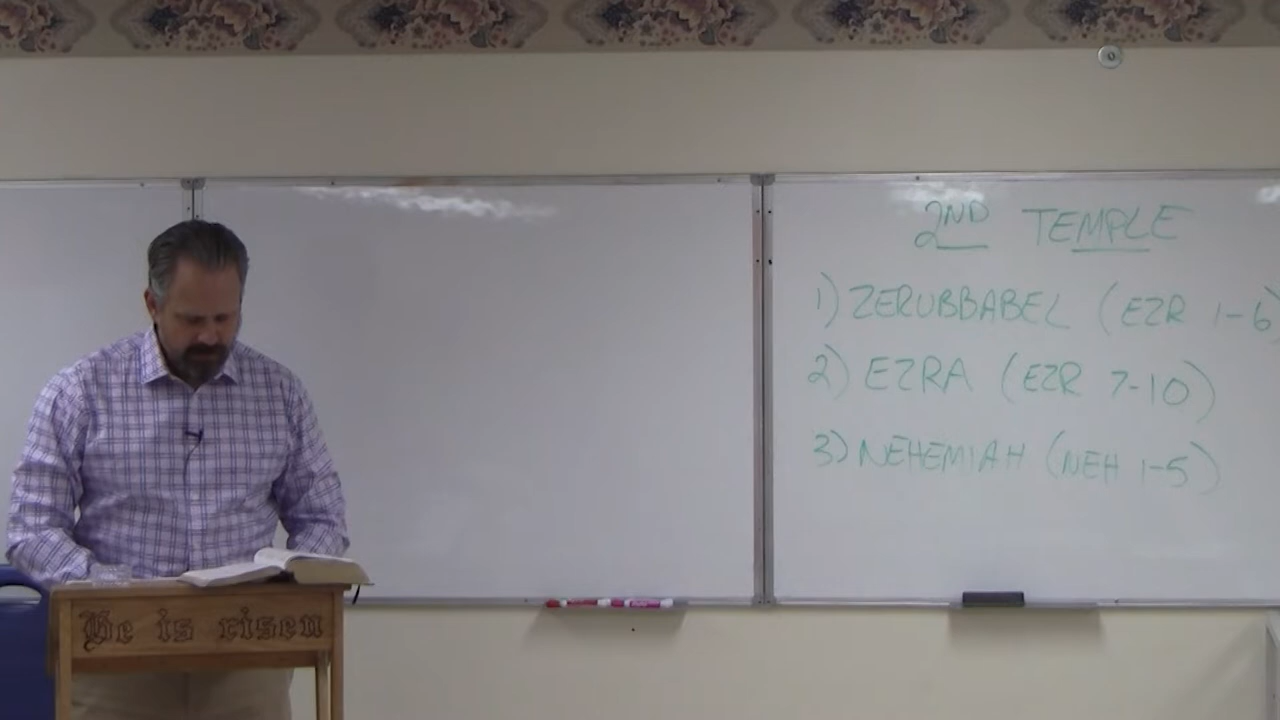 2ND TEMPLE
1) ZERUBBABEL (EZR 1-6)
2) EZRA (EZR 7-10)
3) NEHEMIAH (NEH 1-5)
He is risen